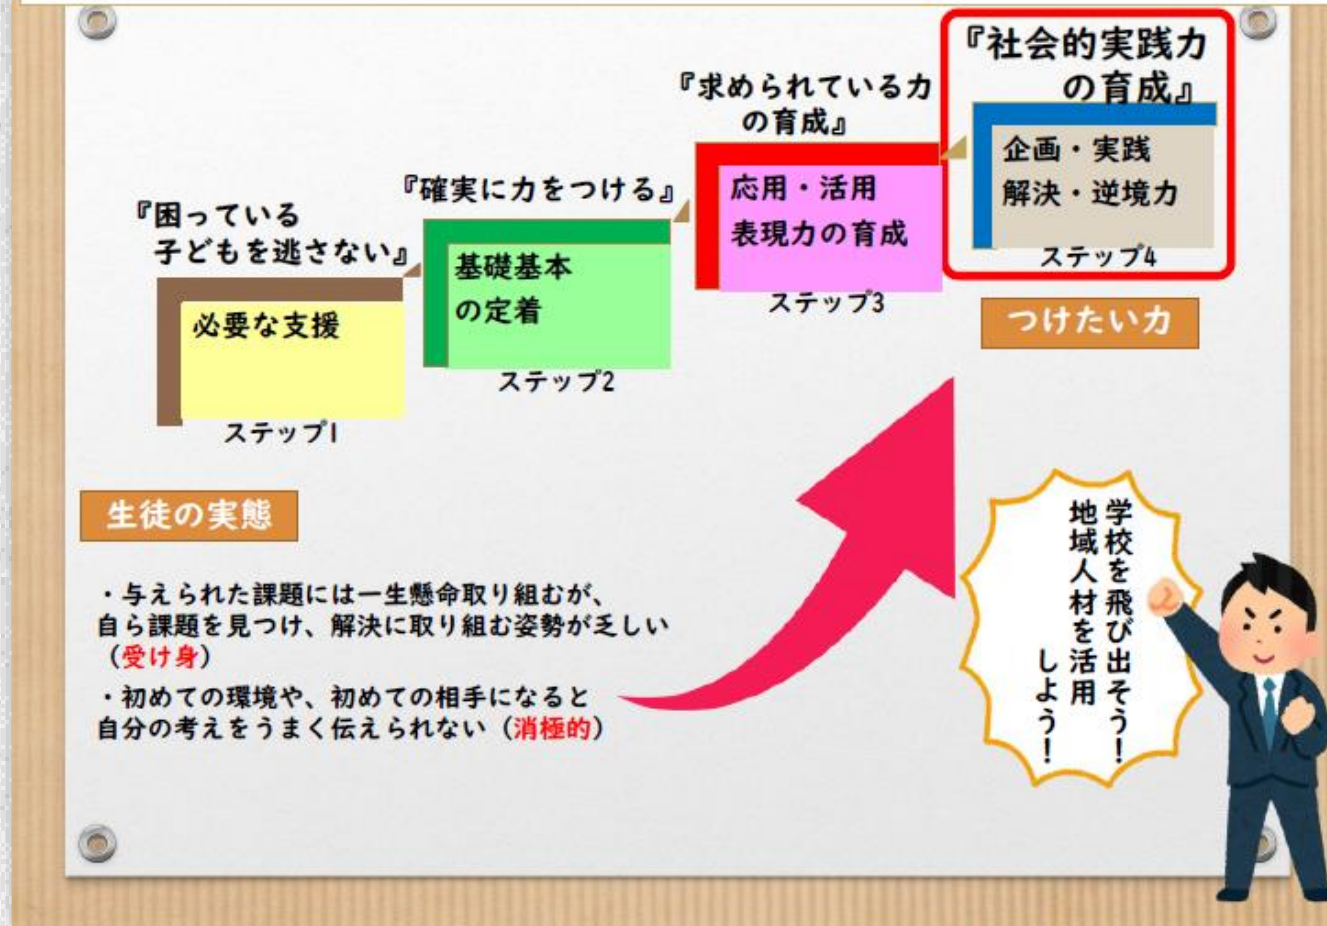 『困っている
子どもを逃さない』
必要な支援
ステップ1
『確実に力をつける』
基礎基本
の定着
ステップ2
『求められている力
の育成』
応用・活用
表現力の育成
ステップ3
『社会的実践力
の育成』
企画・実践
解決・逆境力
ステップ4
つけたい力
生徒の実態
・与えられた課題には一生懸命取り組むが、
自ら課題を見つけ、解決に取り組む姿勢が乏しい
（受け身）
・初めての環境や、初めての相手になると
自分の考えをうまく伝えられない（消極的）
学校を飛び出そう！
地域人材を活用
しよう！